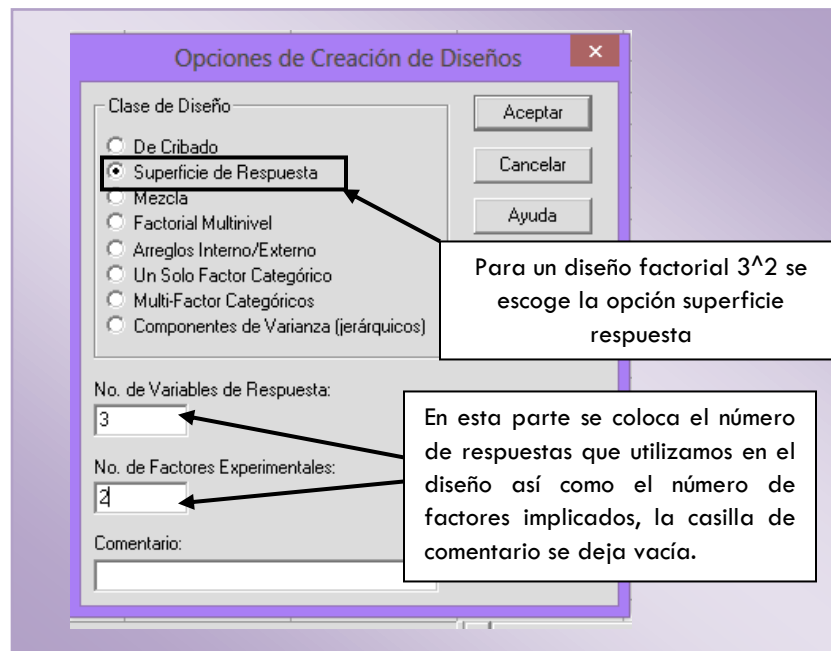 Opciones de Creación de Diseños
Clase de Diseño
De Cribado
Superficie de Respuesta
Mezcla
Factorial Multinivel
Arreglos Interno/Externo
Un Solo Factor Categórico
Multi-Factor Categóricos
Componentes de Varianza (jerárquicos)
Aceptar
Cancelar
Ayuda
Para un diseño factorial 3^2 se
escoge la opción superficie
respuesta
No. de Variables de Respuesta:
3
No. de Factores Experimentales:
2
Comentario:
En esta parte se coloca el número
de respuestas que utilizamos en el
diseño así como el número de
factores implicados, la casilla de
comentario se deja vacía.